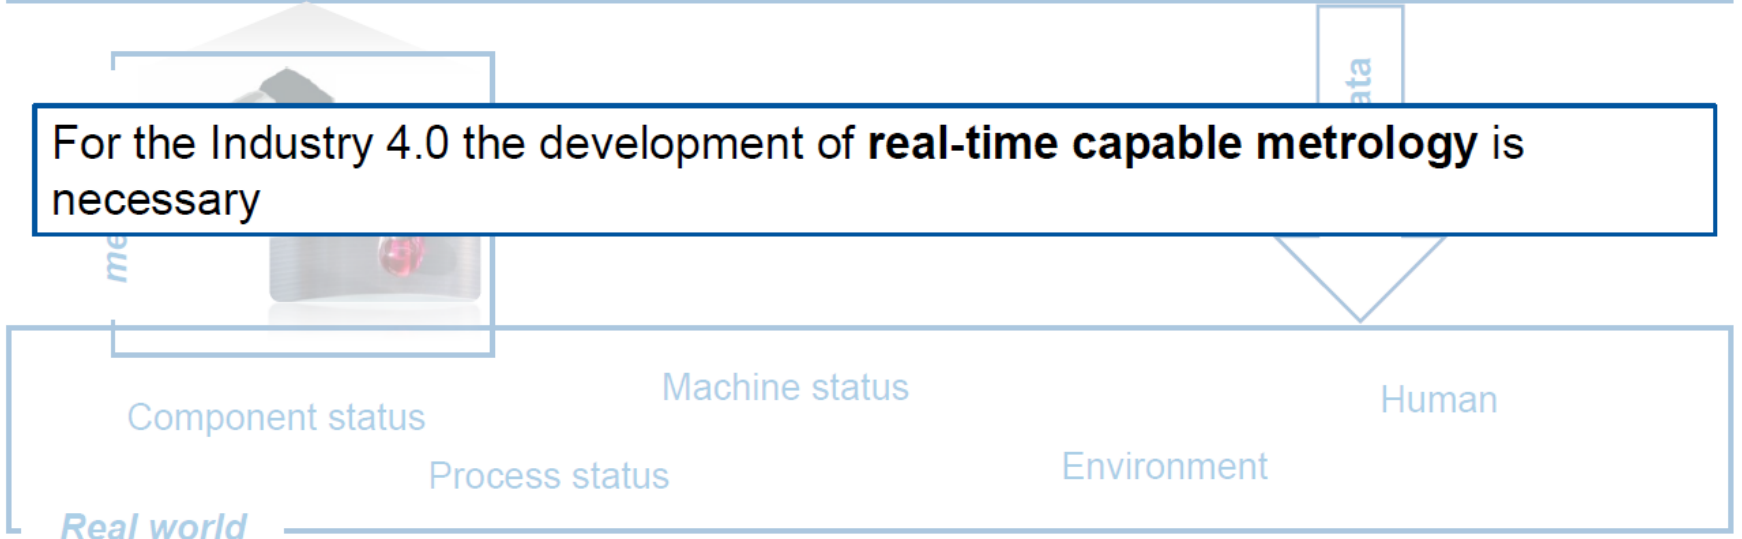 For the Industry 4.0 the development of real-time capable metrology is
necessary
Machine status
Human
Component status
Environment
Process status
Real world